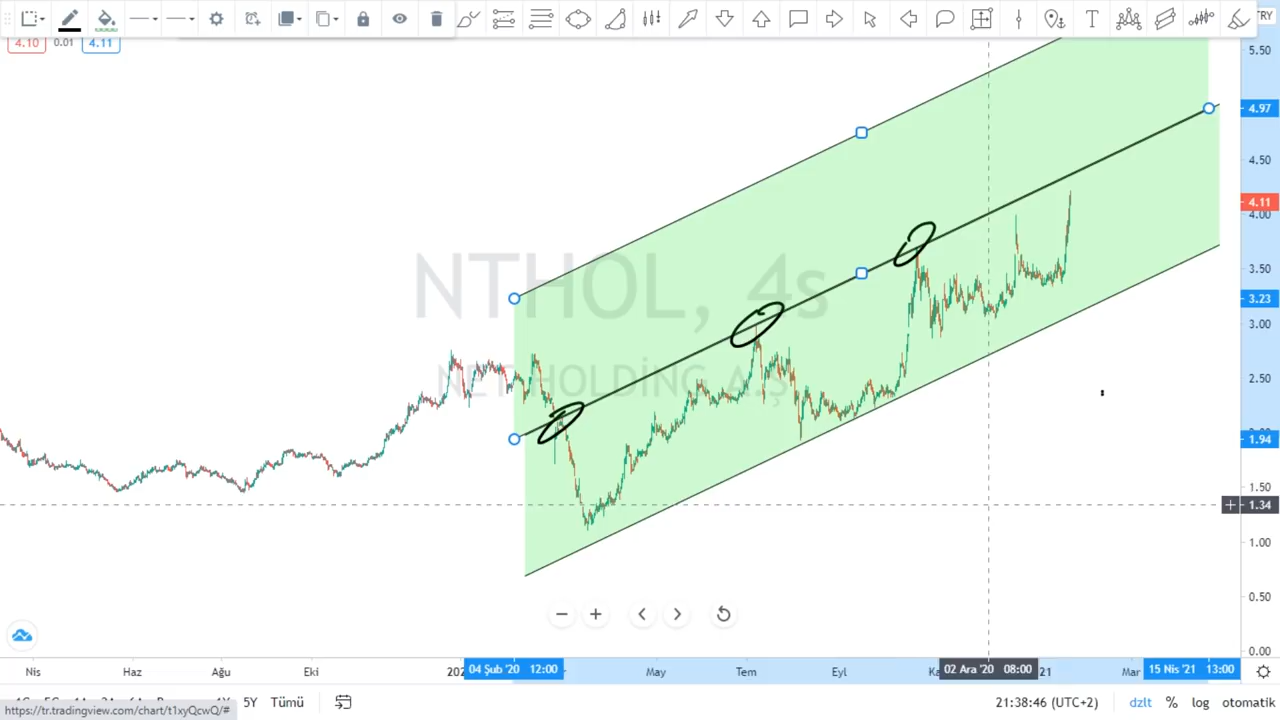 TRY
4.10 0.01 4.11
5.50
4.97
4.50
4.11
4.00
3.50
3.23
3.00
2.50
1.94
1.50
1.34
1.00
0.50
0.00
NTHOL, 4s
NET HOLDİNG A.Ş.
Nis Haz Ağu Eki 04 Şub '20 12:00 May Tem Eyl 02 Ara '20 08:00 21 Mar 15 Nis '21 13:00
5Y Tümü 21:38:46 (UTC+2) dzlt % log otomatik
https://tr.tradingview.com/chart/t1xyQcwQ/#